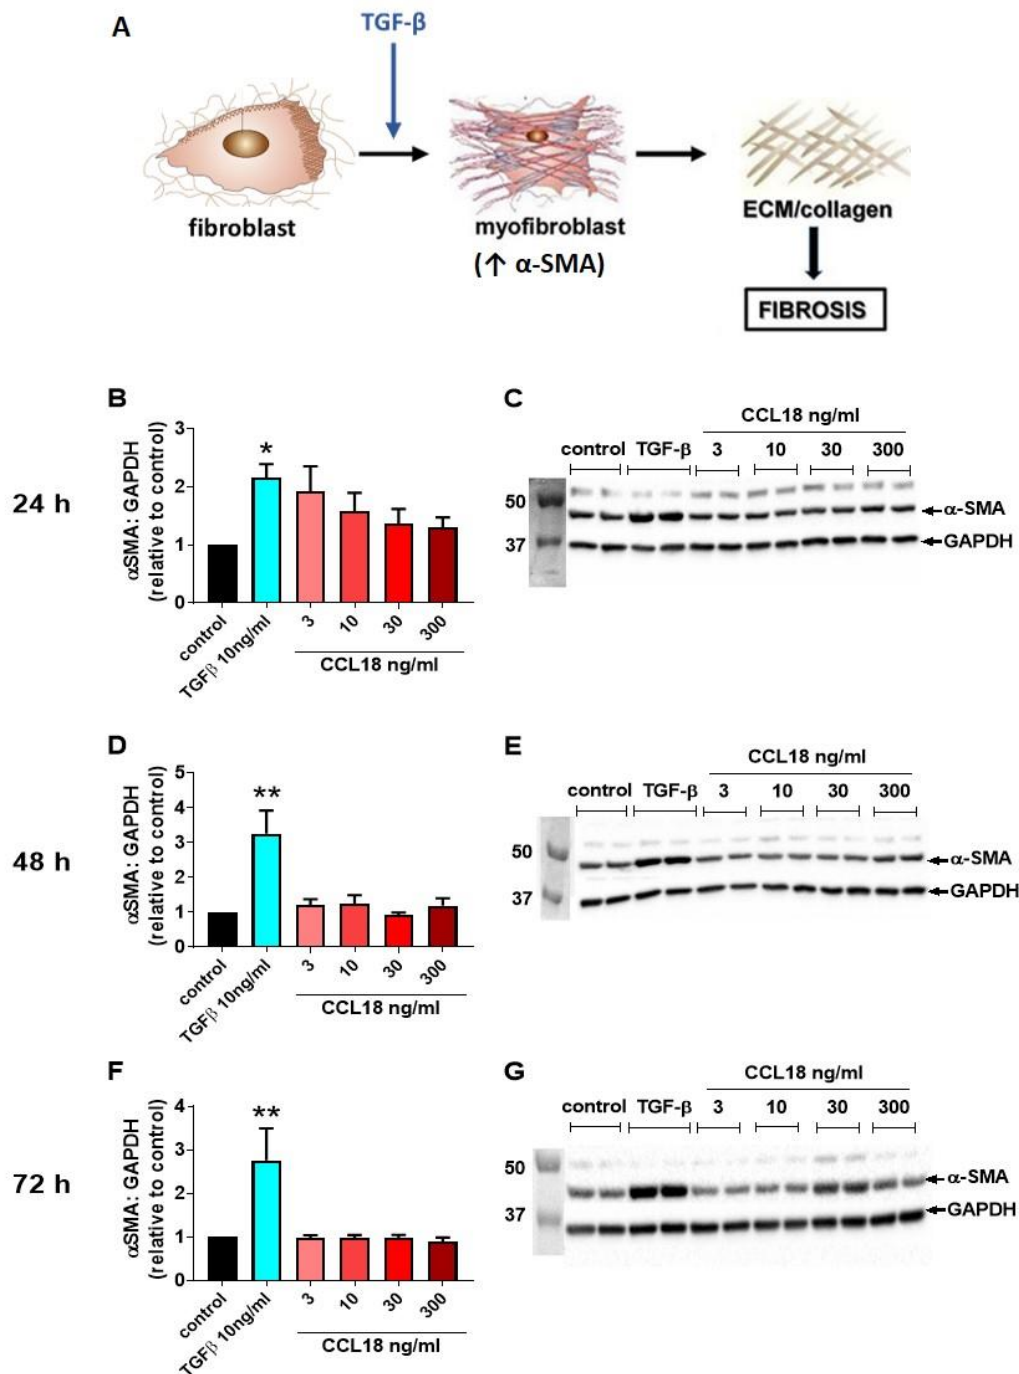 A
TGF-β
fibroblast
myofibroblast
(↑ α-SMA)
ECM/collagen
FIBROSIS
24 h
B
αSMA: GAPDH
(relative to control)
3
2
1
0
*
control
TGFβ 10ng/ml
3
10
30
300
CCL18 ng/ml
C
CCL18 ng/ml
control TGF-β 3 10 30 300
50
37
α-SMA
GAPDH
48 h
D
αSMA: GAPDH
(relative to control)
5
4
3
2
1
0
**
control
TGFβ 10ng/ml
3
10
30
300
CCL18 ng/ml
E
CCL18 ng/ml
control TGF-β 3 10 30 300
50
37
α-SMA
GAPDH
72 h
F
αSMA: GAPDH
(relative to control)
4
3
2
1
0
**
control
TGFβ 10ng/ml
3
10
30
300
CCL18 ng/ml
G
CCL18 ng/ml
control TGF-β 3 10 30 300
50
37
α-SMA
GAPDH